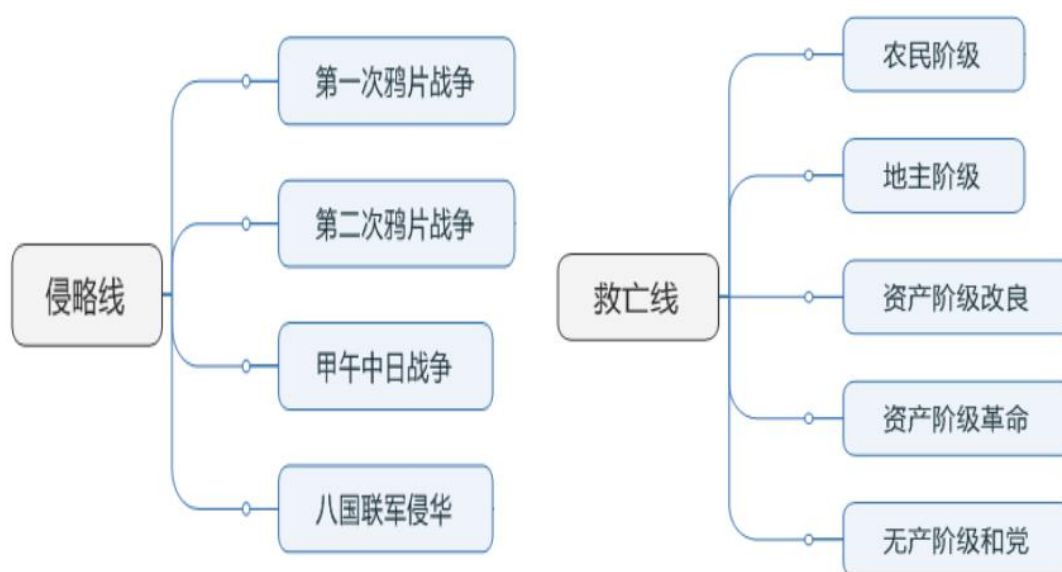 侵略线
第一次鸦片战争
第二次鸦片战争
甲午中日战争
八国联军侵华
救亡线
农民阶级
地主阶级
资产阶级改良
资产阶级革命
无产阶级和党